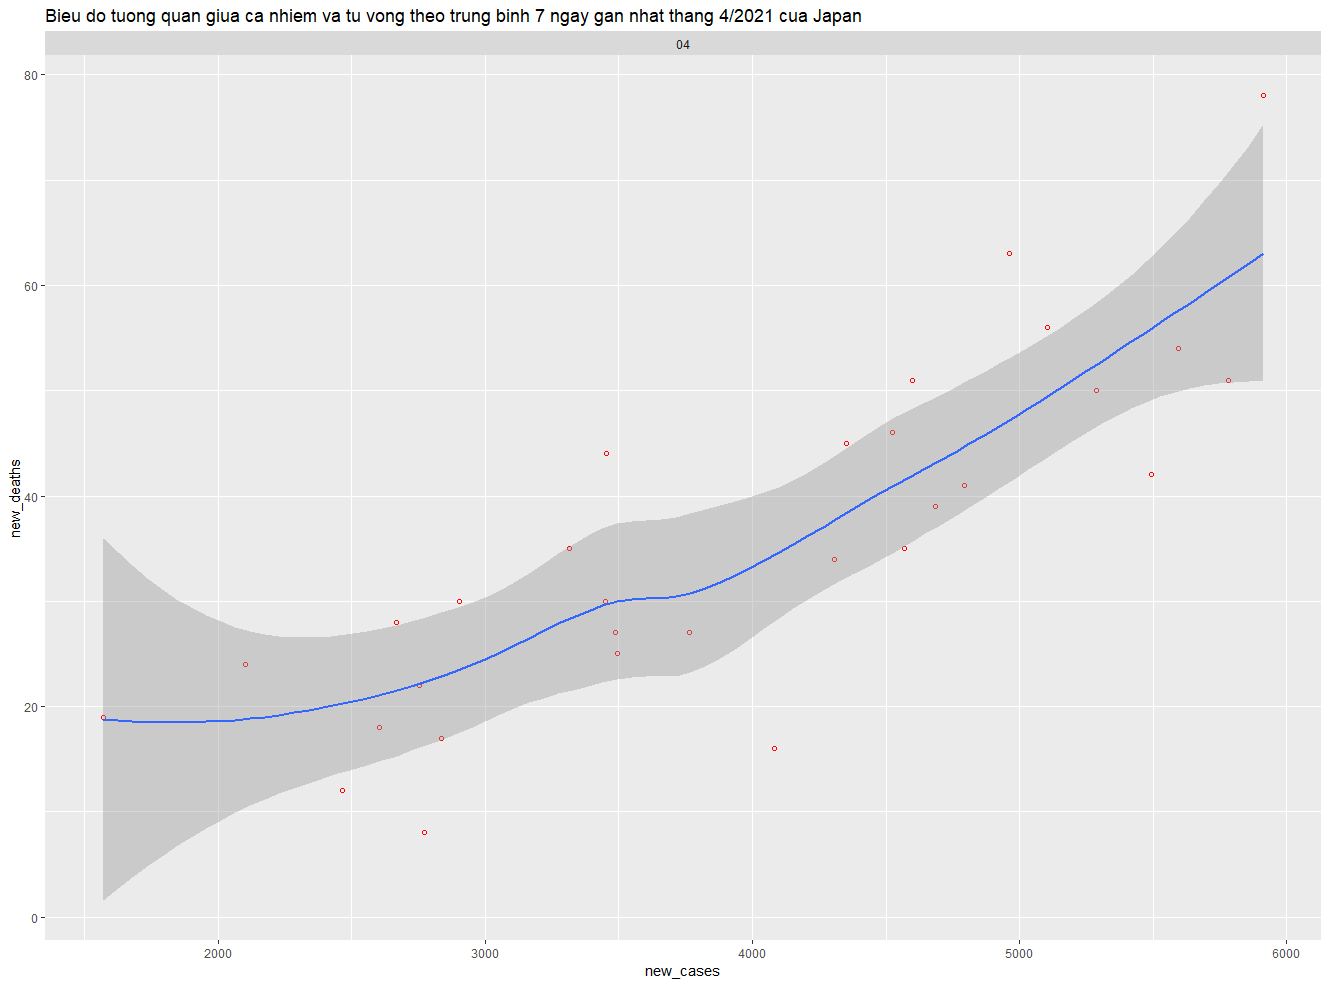 Bieu do tuong quan giua ca nhiem va tu vong theo trung binh 7 ngay gan nhat thang 4/2021 cua Japan
04
80
60
40
20
0
new_deaths
2000 3000 4000 5000 6000
new_cases